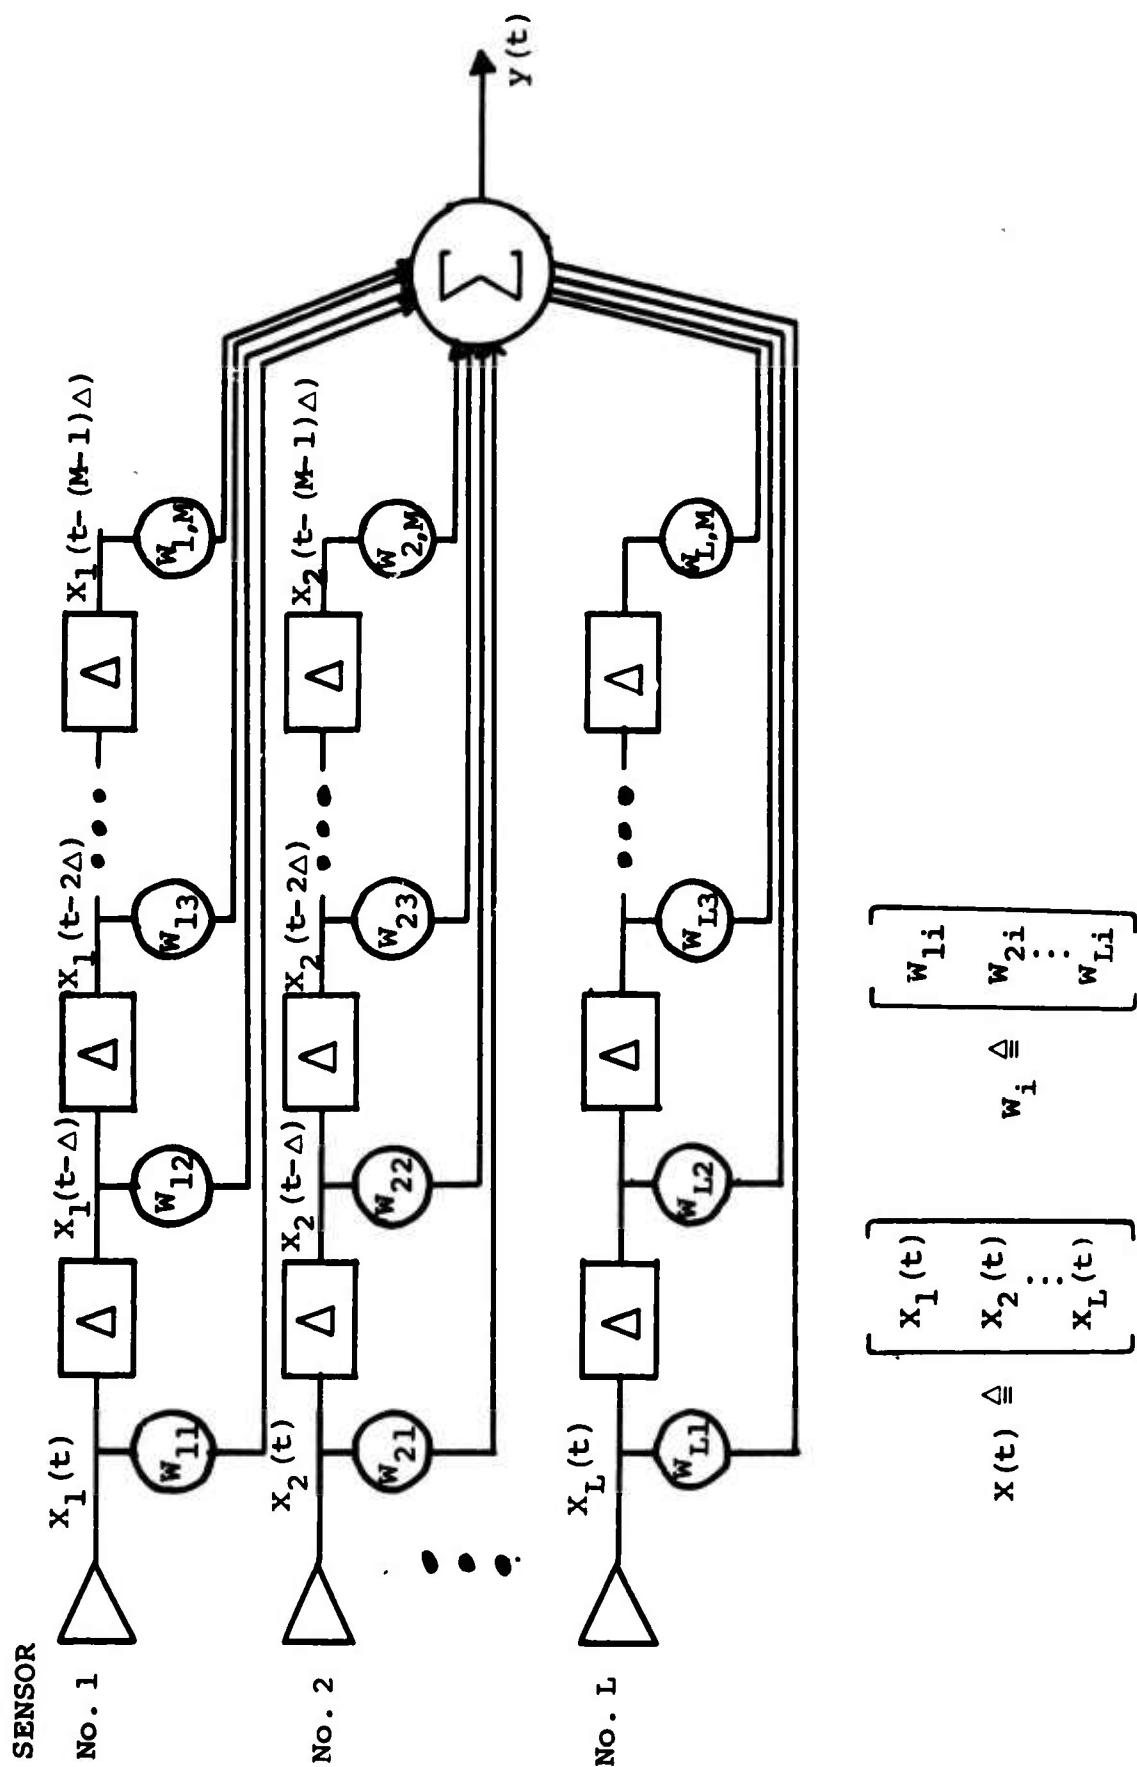 SENSOR
No. 1
X1(t)
Δ
X1(t-Δ)
Δ
X1(t-2Δ)
Δ
X1(t-(M-1)Δ)
W11
W12
W13
W1,M
No. 2
X2(t)
Δ
X2(t-Δ)
Δ
X2(t-2Δ)
Δ
X2(t-(M-1)Δ)
W21
W22
W23
W2,M
Σ
y(t)
No. L
XL(t)
Δ
Δ
Δ
WL1
WL2
WL3
WL,M
X(t) ≜
X1(t)
X2(t)
⋮
XL(t)
Wi ≜
W1i
W2i
⋮
WLi